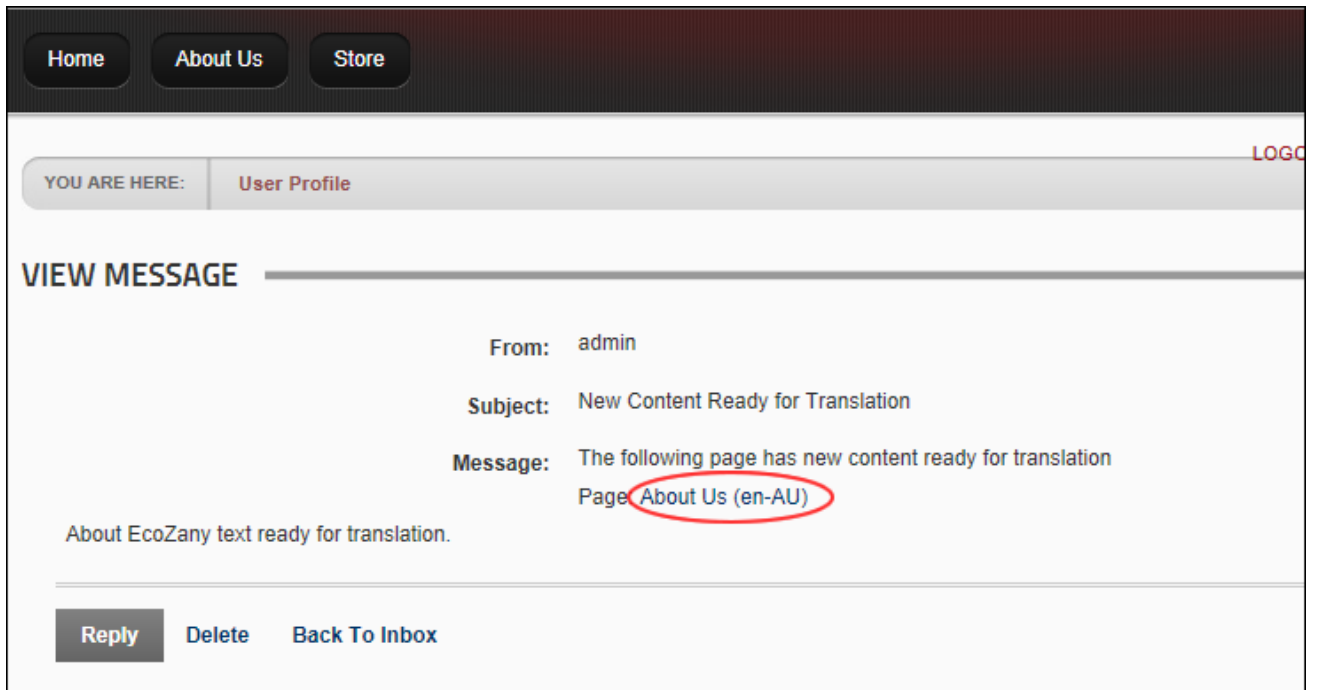 Home About Us Store
LOGO
YOU ARE HERE: User Profile
VIEW MESSAGE
From: admin
Subject: New Content Ready for Translation
Message: The following page has new content ready for translation
Page About Us (en-AU)
About EcoZany text ready for translation.
Reply Delete Back To Inbox